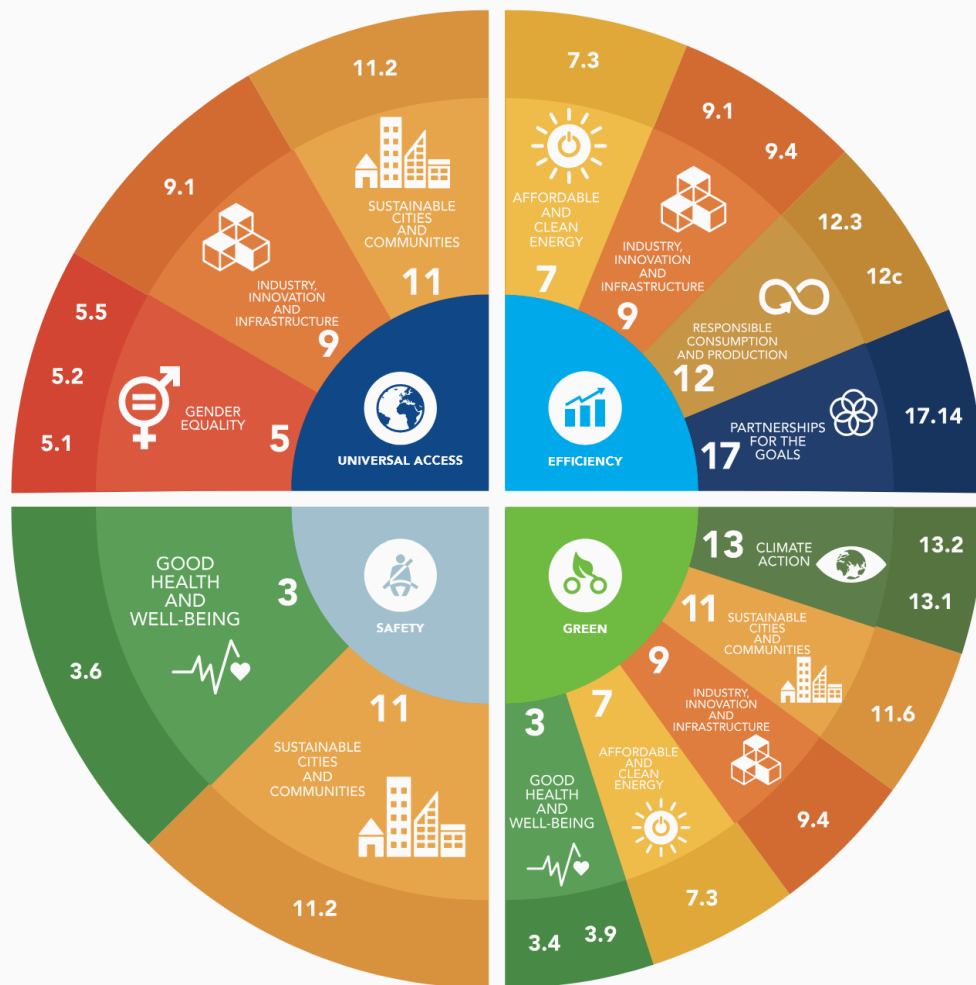 11.2
9.1
5.5
5.2
5.1
SUSTAINABLE
CITIES
AND
COMMUNITIES
11
INDUSTRY,
INNOVATION
AND
INFRASTRUCTURE
9
GENDER
EQUALITY
5
UNIVERSAL ACCESS
7.3
9.1
9.4
12.3
12c
17.14
AFFORDABLE
AND
CLEAN
ENERGY
7
INDUSTRY,
INNOVATION
AND
INFRASTRUCTURE
9
RESPONSIBLE
CONSUMPTION
AND PRODUCTION
12
PARTNERSHIPS
FOR THE
GOALS
17
EFFICIENCY
GOOD
HEALTH
AND
WELL-BEING
3
SAFETY
3.6
11
SUSTAINABLE
CITIES
AND
COMMUNITIES
11.2
GREEN
13
CLIMATE
ACTION
13.2
13.1
11
SUSTAINABLE
CITIES
AND
COMMUNITIES
11.6
9
INDUSTRY,
INNOVATION
AND
INFRASTRUCTURE
9.4
7
AFFORDABLE
AND
CLEAN
ENERGY
7.3
3
GOOD
HEALTH
AND
WELL-BEING
3.4
3.9